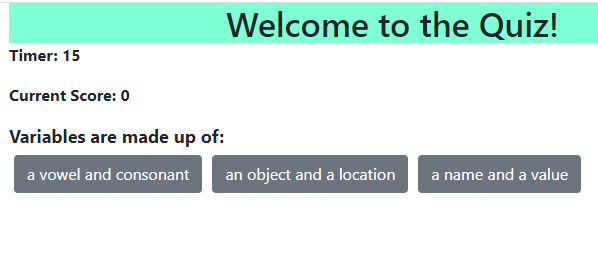 Welcome to the Quiz!
Timer: 15
Current Score: 0
Variables are made up of:
a vowel and consonant an object and a location a name and a value